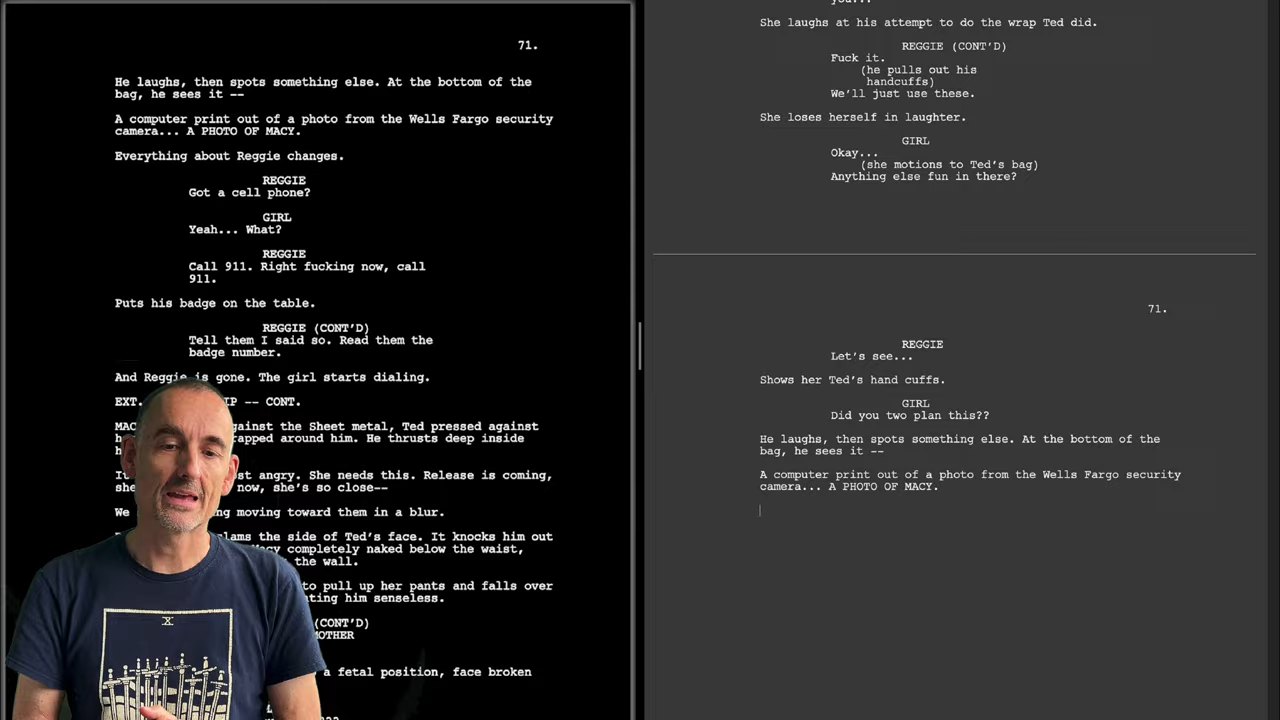 71.
He laughs, then spots something else. At the bottom of the
bag, he sees it --
A computer print out of a photo from the Wells Fargo security
camera... A PHOTO OF MACY.
Everything about Reggie changes.
REGGIE
Got a cell phone?
GIRL
Yeah... What?
REGGIE
Call 911. Right fucking now, call
911.
Puts his badge on the table.
REGGIE (CONT'D)
Tell them I said so. Read them the
badge number.
And Reggie is gone. The girl starts dialing.
EXT. IP -- CONT.
against the Sheet metal, Ted pressed against
around him. He thrusts deep inside
angry. She needs this. Release is coming,
now, she's so close--
We moving toward them in a blur.
the side of Ted's face. It knocks him out
completely naked below the waist,
the wall.
to pull up her pants and falls over
him senseless.
(CONT'D)
a fetal position, face broken
She laughs at his attempt to do the wrap Ted did.
REGGIE (CONT'D)
Fuck it.
(he pulls out his
handcuffs)
We'll just use these.
She loses herself in laughter.
GIRL
Okay...
(she motions to Ted's bag)
Anything else fun in there?
71.
REGGIE
Let's see...
Shows her Ted's hand cuffs.
GIRL
Did you two plan this??
He laughs, then spots something else. At the bottom of the
bag, he sees it --
A computer print out of a photo from the Wells Fargo security
camera... A PHOTO OF MACY.
X